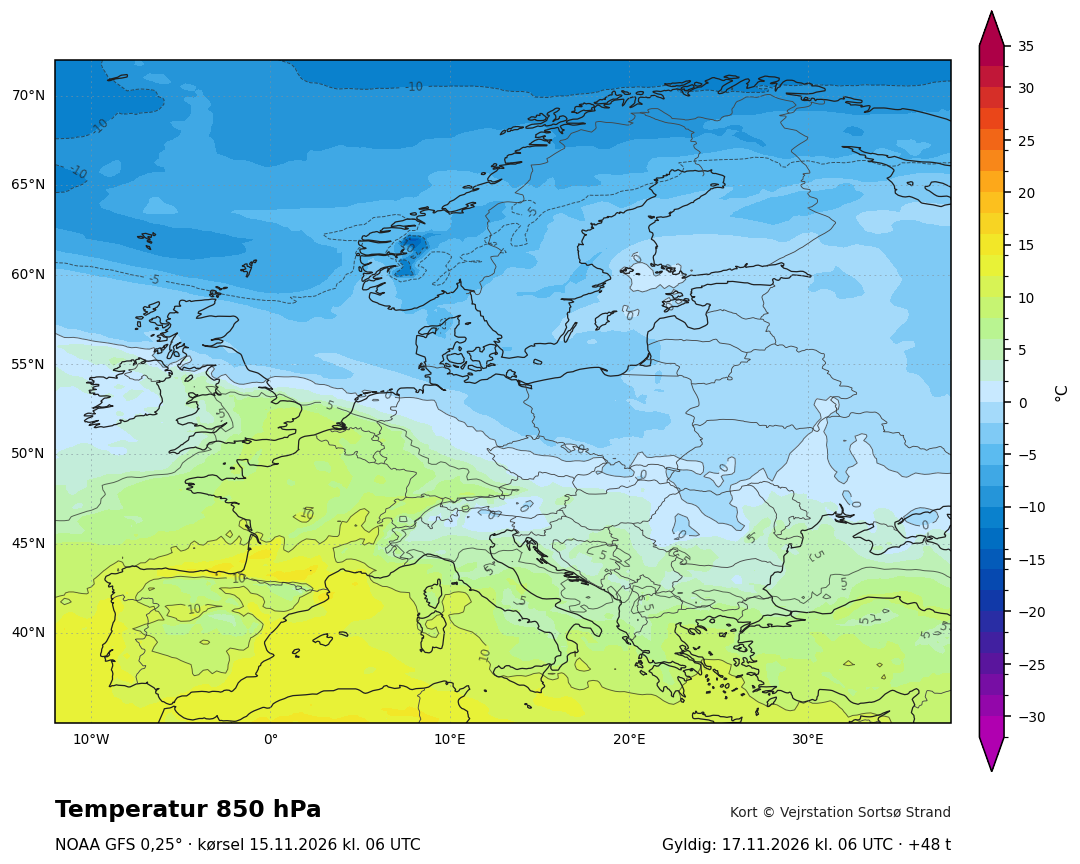 70°N
65°N
60°N
55°N
50°N
45°N
40°N
10°W
0°
10°E
20°E
30°E
35
30
25
20
15
10
5
0
−5
−10
−15
−20
−25
−30
°C
Temperatur 850 hPa
Kort © Vejrstation Sortsø Strand
NOAA GFS 0,25° · kørsel 15.11.2026 kl. 06 UTC
Gyldig: 17.11.2026 kl. 06 UTC · +48 t